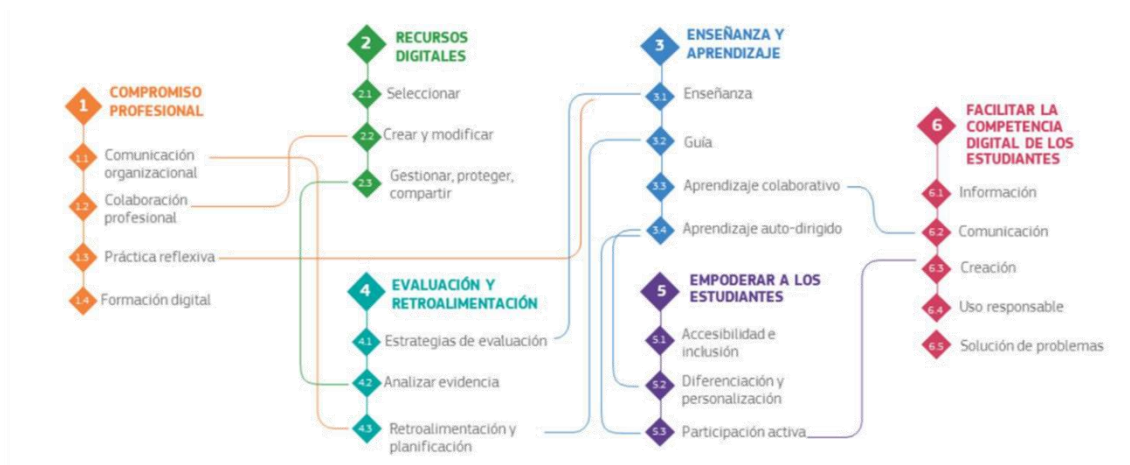 1
COMPROMISO
PROFESIONAL
1.1
Comunicación
organizacional
1.2
Colaboración
profesional
1.3
Práctica reflexiva
1.4
Formación digital
2
RECURSOS
DIGITALES
2.1
Seleccionar
2.2
Crear y modificar
2.3
Gestionar, proteger,
compartir
3
ENSEÑANZA Y
APRENDIZAJE
3.1
Enseñanza
3.2
Guía
3.3
Aprendizaje colaborativo
3.4
Aprendizaje auto-dirigido
4
EVALUACIÓN Y
RETROALIMENTACIÓN
4.1
Estrategias de evaluación
4.2
Analizar evidencia
4.3
Retroalimentación y
planificación
5
EMPODERAR A LOS
ESTUDIANTES
5.1
Accesibilidad e
inclusión
5.2
Diferenciación y
personalización
5.3
Participación activa
6
FACILITAR LA
COMPETENCIA
DIGITAL DE LOS
ESTUDIANTES
6.1
Información
6.2
Comunicación
6.3
Creación
6.4
Uso responsable
6.5
Solución de problemas